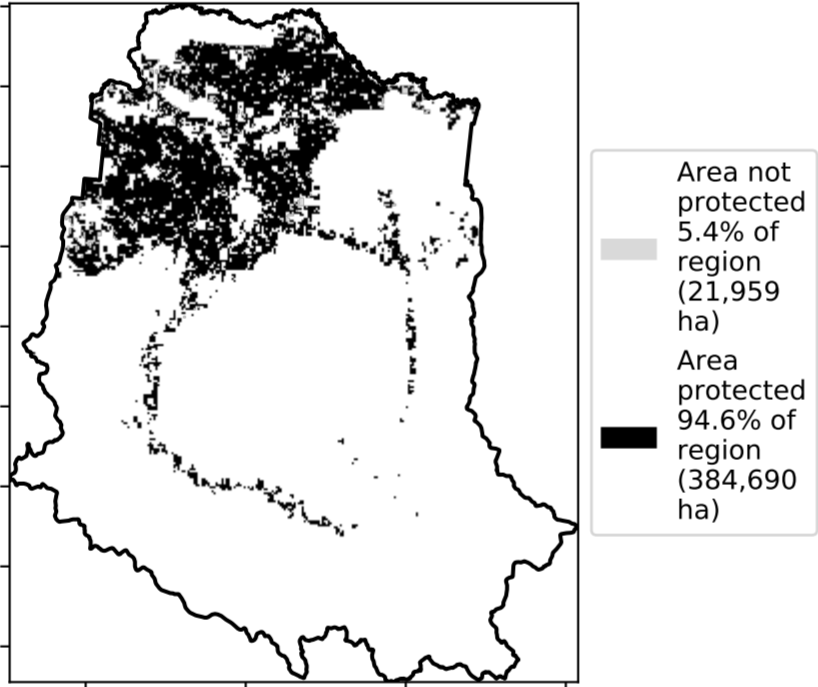 Area not
protected
5.4% of
region
(21,959
ha)
Area
protected
94.6% of
region
(384,690
ha)